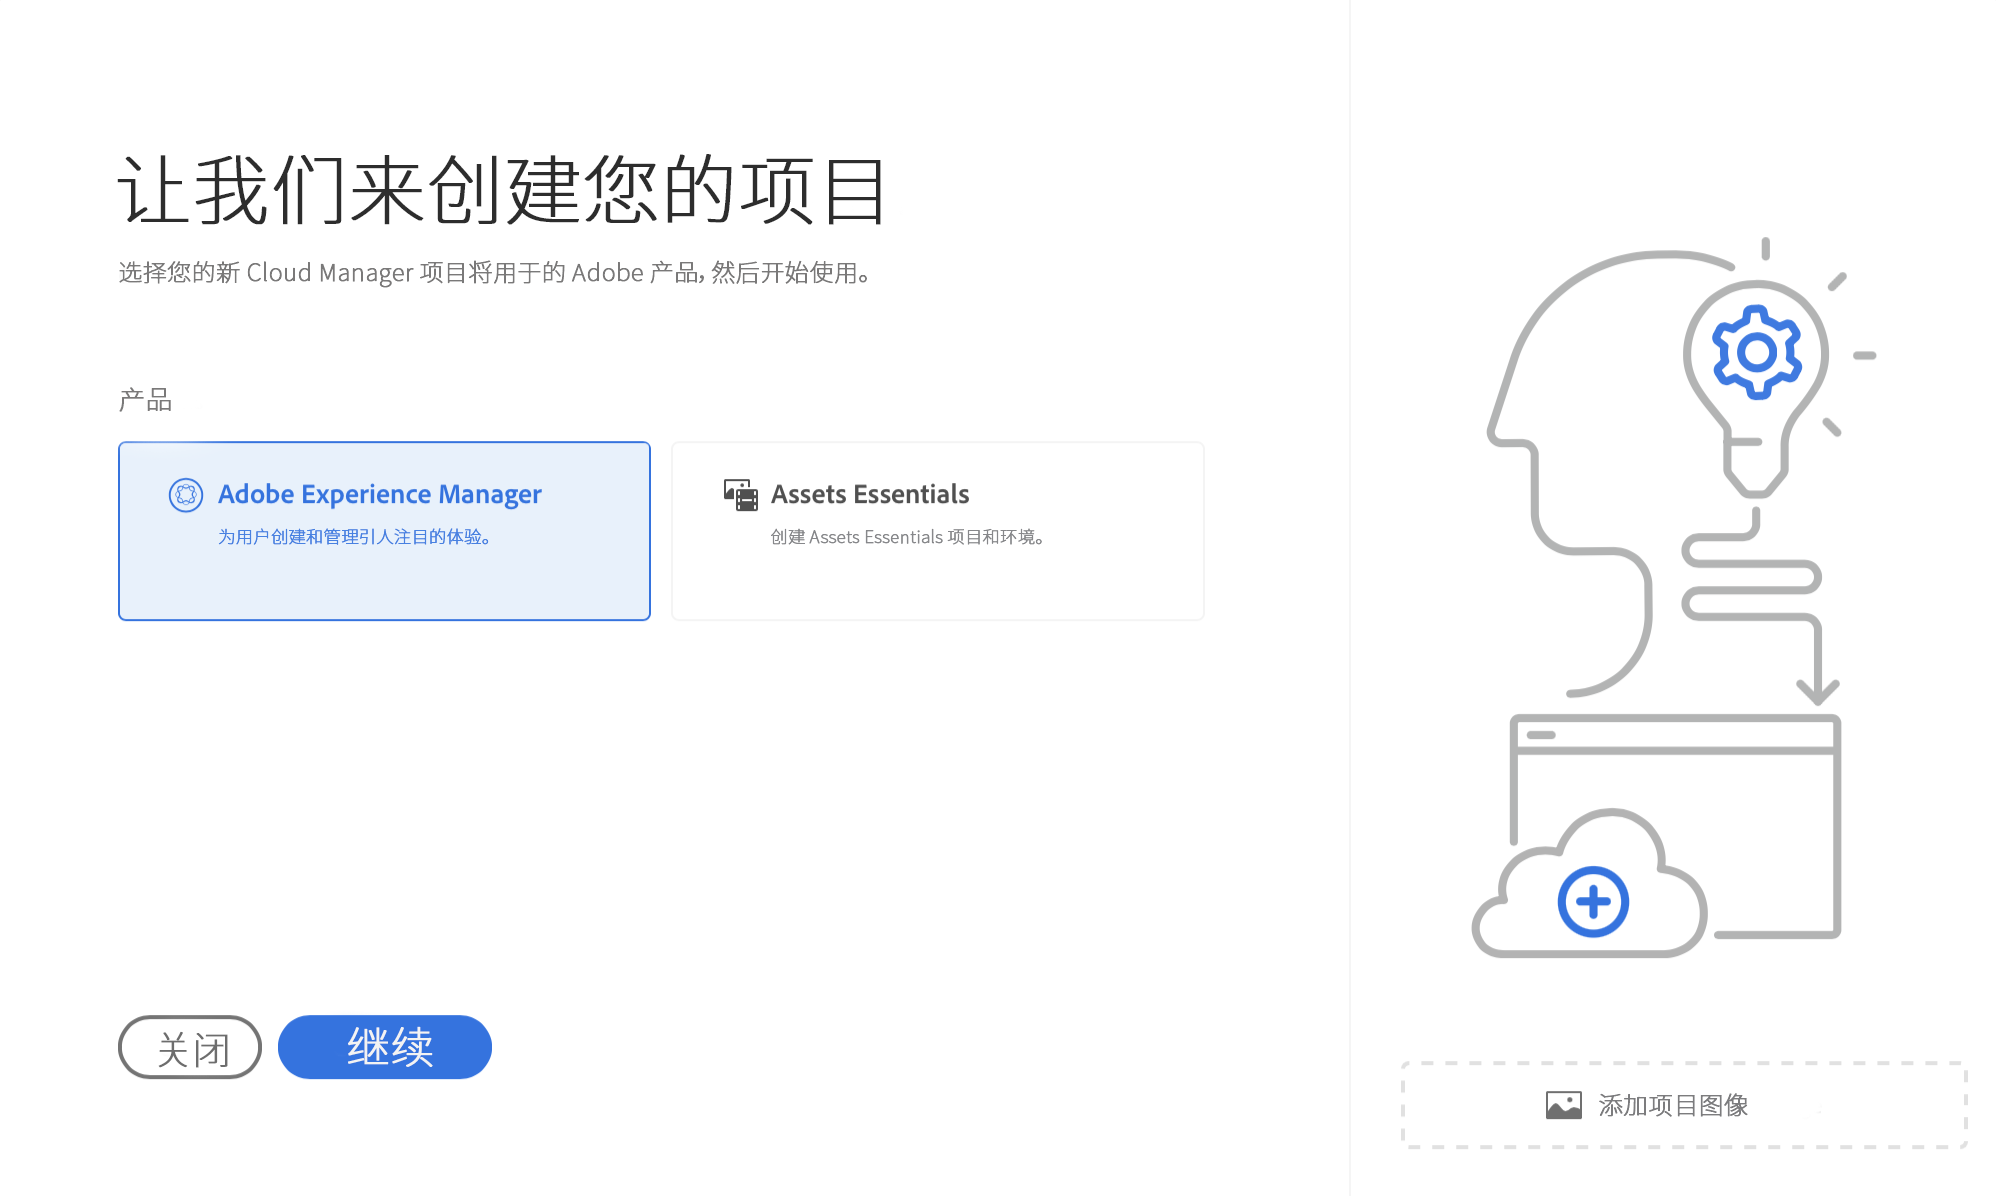 让我们来创建您的项目
选择您的新 Cloud Manager 项目将用于的 Adobe 产品, 然后开始使用。
产品
Adobe Experience Manager
为用户创建和管理引人注目的体验。
Assets Essentials
创建 Assets Essentials 项目和环境。
关闭
继续
添加项目图像